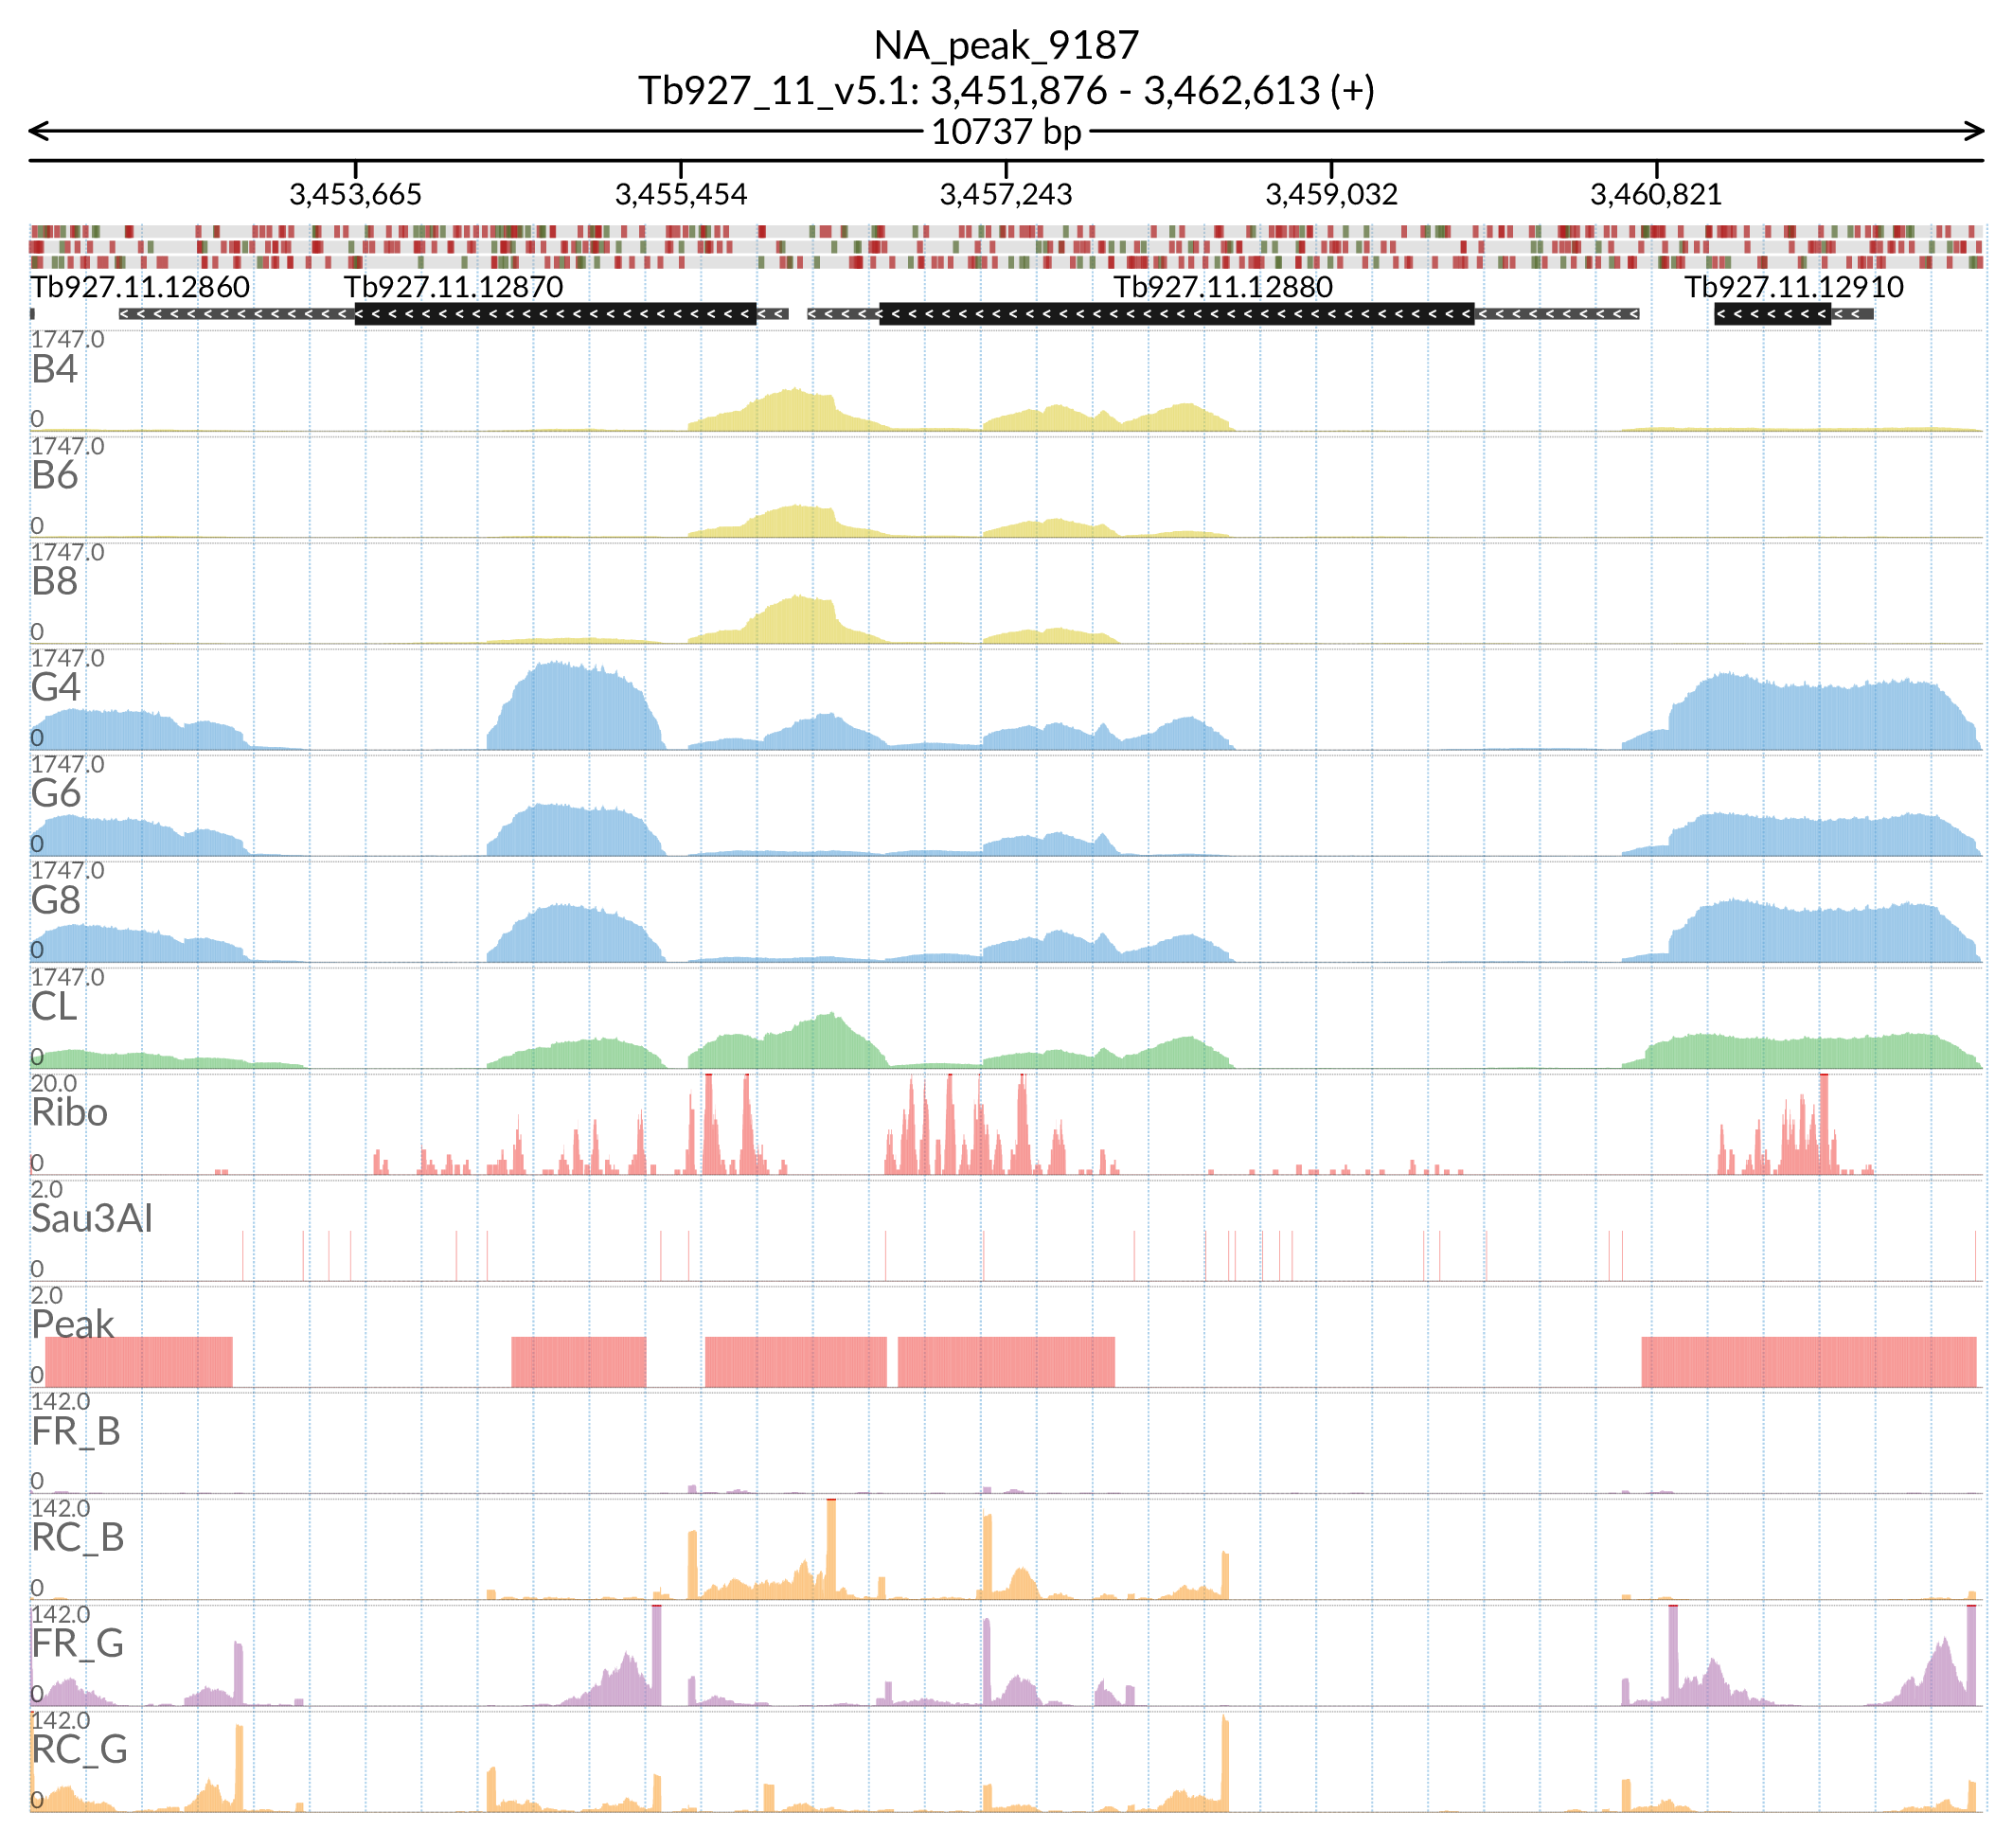 NA_peak_9187
Tb927_11_v5.1: 3,451,876 - 3,462,613 (+)
10737 bp
3,453,665 3,455,454 3,457,243 3,459,032 3,460,821
Tb927.11.12860 Tb927.11.12870 Tb927.11.12880 Tb927.11.12910
1747.0
B4
0
1747.0
B6
0
1747.0
B8
0
1747.0
G4
0
1747.0
G6
0
1747.0
G8
0
1747.0
CL
0
20.0
Ribo
0
2.0
Sau3AI
0
2.0
Peak
0
142.0
FR_B
0
142.0
RC_B
0
142.0
FR_G
0
142.0
RC_G
0